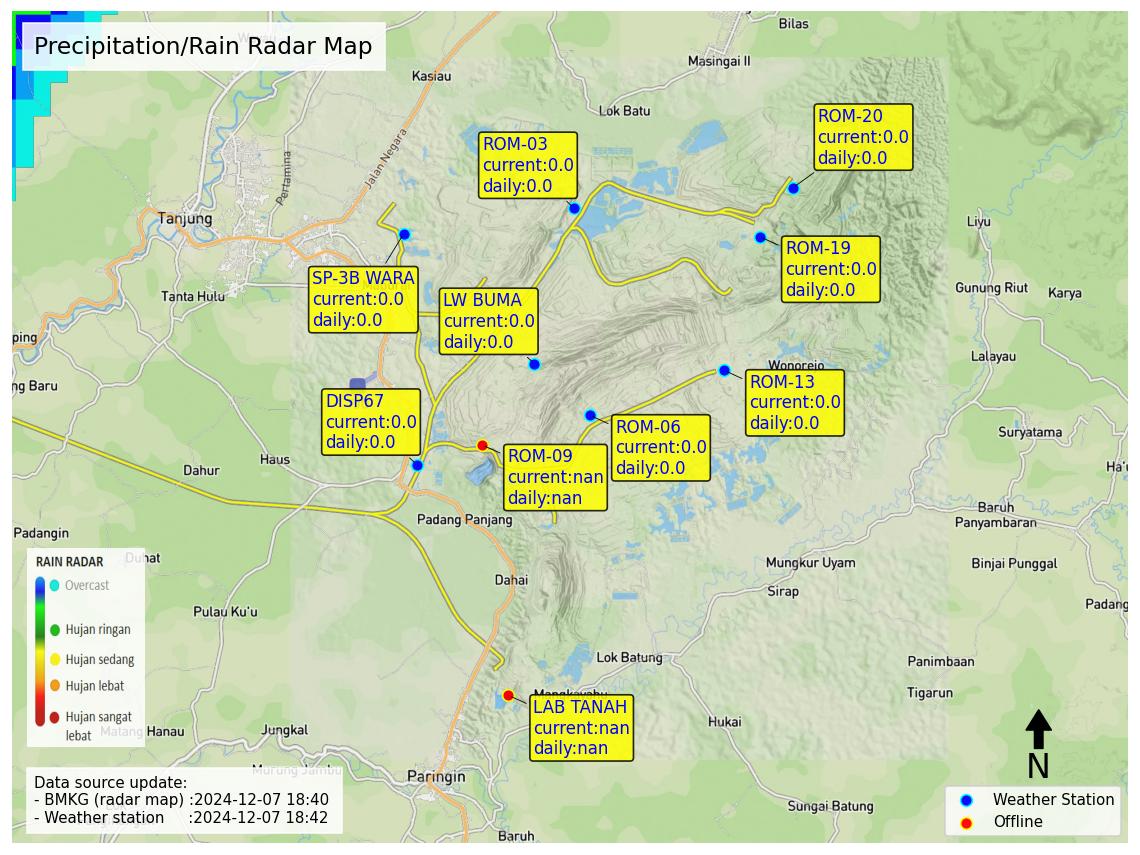 Precipitation/Rain Radar Map
Bilas
Masingai II
Kasiau
Lok Batu
ROM-20
current:0.0
daily:0.0
ROM-03
current:0.0
daily:0.0
Jalan Negara
Pertamina
Tanjung
Liyu
ROM-19
current:0.0
daily:0.0
SP-3B WARA
current:0.0
daily:0.0
LW BUMA
current:0.0
daily:0.0
Tanta Hulu
Gunung Riut
Karya
ping
Lalayau
ng Baru
Wonorejo
ROM-13
current:0.0
daily:0.0
DISP67
current:0.0
daily:0.0
ROM-06
current:0.0
daily:0.0
ROM-09
current:nan
daily:nan
Suryatama
Haus
Dahur
Ha'u
Padang Panjang
Baruh
Panyambaran
Padangin
Duhat
Mungkur Uyam
Binjai Punggal
Dahai
Sirap
Padang
Pulau Ku'u
RAIN RADAR
Overcast
Hujan ringan
Hujan sedang
Hujan lebat
Hujan sangat
lebat
Lok Batung
Panimbaan
Tigarun
LAB TANAH
current:nan
daily:nan
Hukai
Hanau
Jungkal
Paringin
N
Data source update:
- BMKG (radar map) :2024-12-07 18:40
- Weather station :2024-12-07 18:42
Sungai Batung
Baruh
Weather Station
Offline